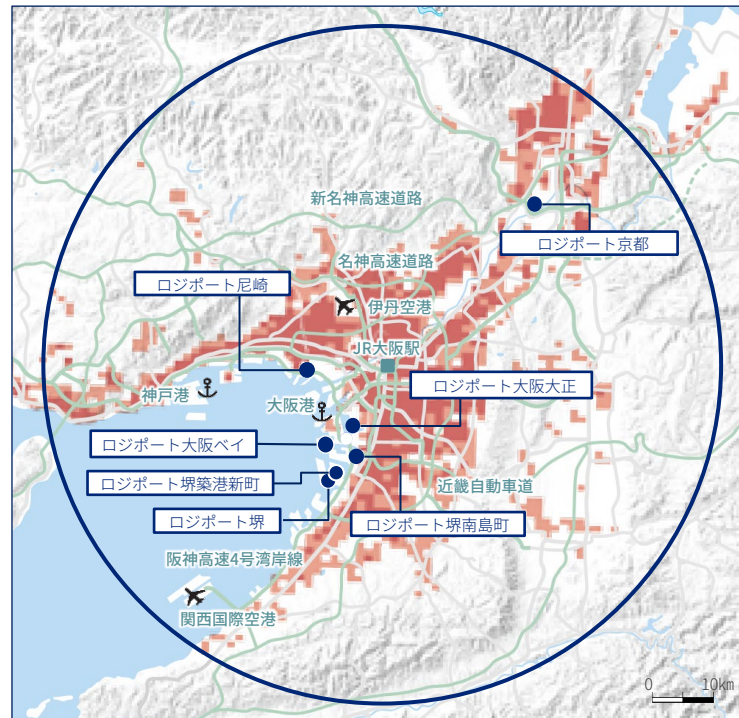 新名神高速道路
ロジポート京都
名神高速道路
ロジポート尼崎
伊丹空港
JR大阪駅
神戸港
大阪港
ロジポート大阪大正
ロジポート大阪ベイ
ロジポート堺築港新町
近畿自動車道
ロジポート堺
ロジポート堺南島町
阪神高速4号湾岸線
関西国際空港
0 10km